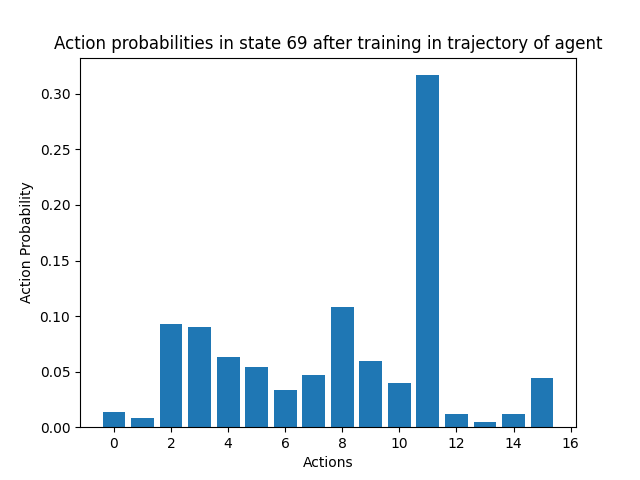 Action probabilities in state 69 after training in trajectory of agent
0.30
0.25
0.20
0.15
0.10
0.05
0.00
Action Probability
0 2 4 6 8 10 12 14 16
Actions